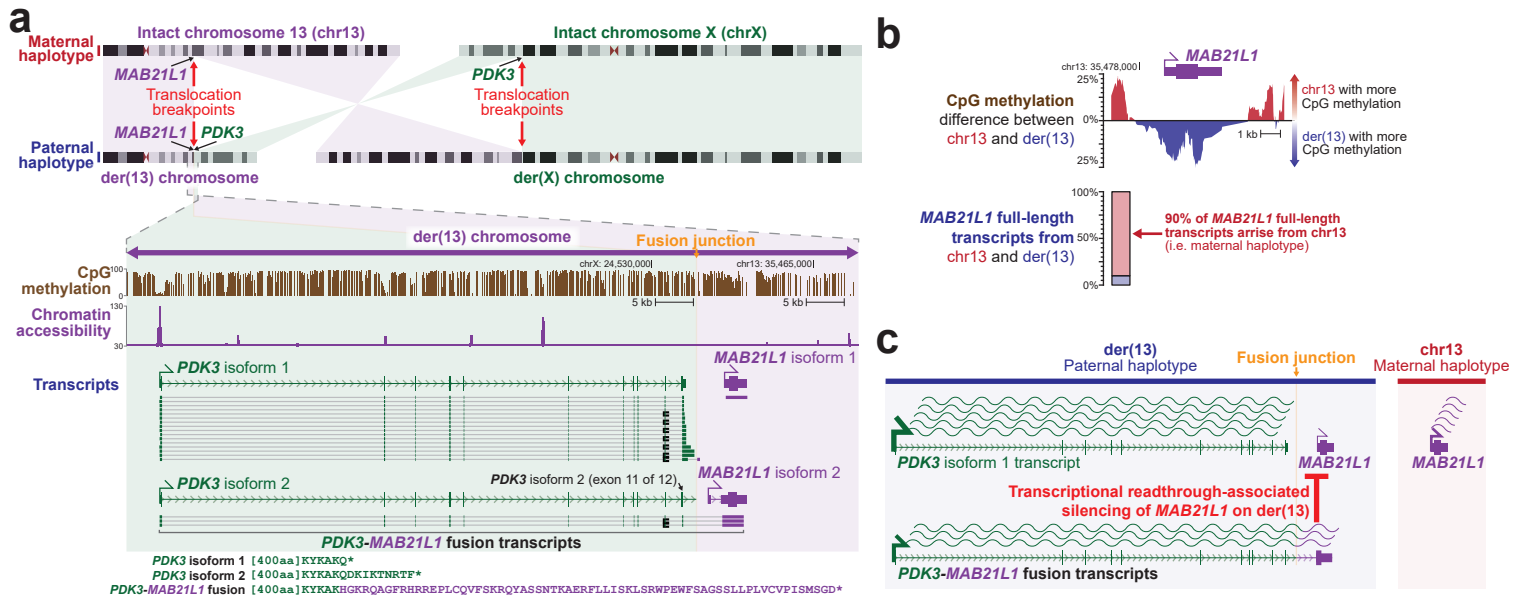 a
Maternal
haplotype
Intact chromosome 13 (chr13)
Intact chromosome X (chrX)
MAB21L1
PDK3
Translocation
breakpoints
Translocation
breakpoints
MAB21L1
PDK3
Paternal
haplotype
der(13) chromosome
der(X) chromosome
der(13) chromosome
Fusion junction
CpG
methylation
100
0
chrX: 24,530,000
chr13: 35,465,000
5 kb
5 kb
Chromatin
accessibility
130
30
Transcripts
PDK3 isoform 1
MAB21L1 isoform 1
PDK3 isoform 2
PDK3 isoform 2 (exon 11 of 12)
MAB21L1 isoform 2
PDK3-MAB21L1 fusion transcripts
PDK3 isoform 1 [400aa]KYKAKQ*
PDK3 isoform 2 [400aa]KYKAKQDKIKTNRTF*
PDK3-MAB21L1 fusion [400aa]KYKAKHGKRQAGFRHRREPLCQVFSKRQYASSNTKAERFLLISKLSRWPEWFSAGSSLLPLVCVPISMSGD*
b
MAB21L1
chr13: 35,478,000
25%
0%
25%
CpG methylation
difference between
chr13 and der(13)
1 kb
chr13 with more
CpG methylation
der(13) with more
CpG methylation
100%
50%
0%
MAB21L1 full-length
transcripts from
chr13 and der(13)
90% of MAB21L1 full-length
transcripts arrise from chr13
(i.e. maternal haplotype)
c
der(13)
Paternal haplotype
Fusion junction
chr13
Maternal haplotype
PDK3 isoform 1 transcript
MAB21L1
MAB21L1
Transcriptional readthrough-associated
silencing of MAB21L1 on der(13)
PDK3-MAB21L1 fusion transcripts